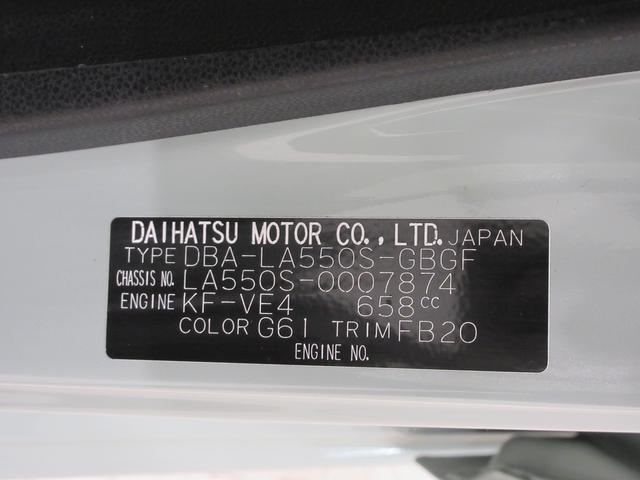 DAIHATSU MOTOR CO.,LTD. JAPAN
TYPE DBA-LA550S-GBGF
CHASSIS NO. LA550S-0007874
ENGINE KF-VE4 658cc
COLOR G61 TRIM FB20
ENGINE NO.